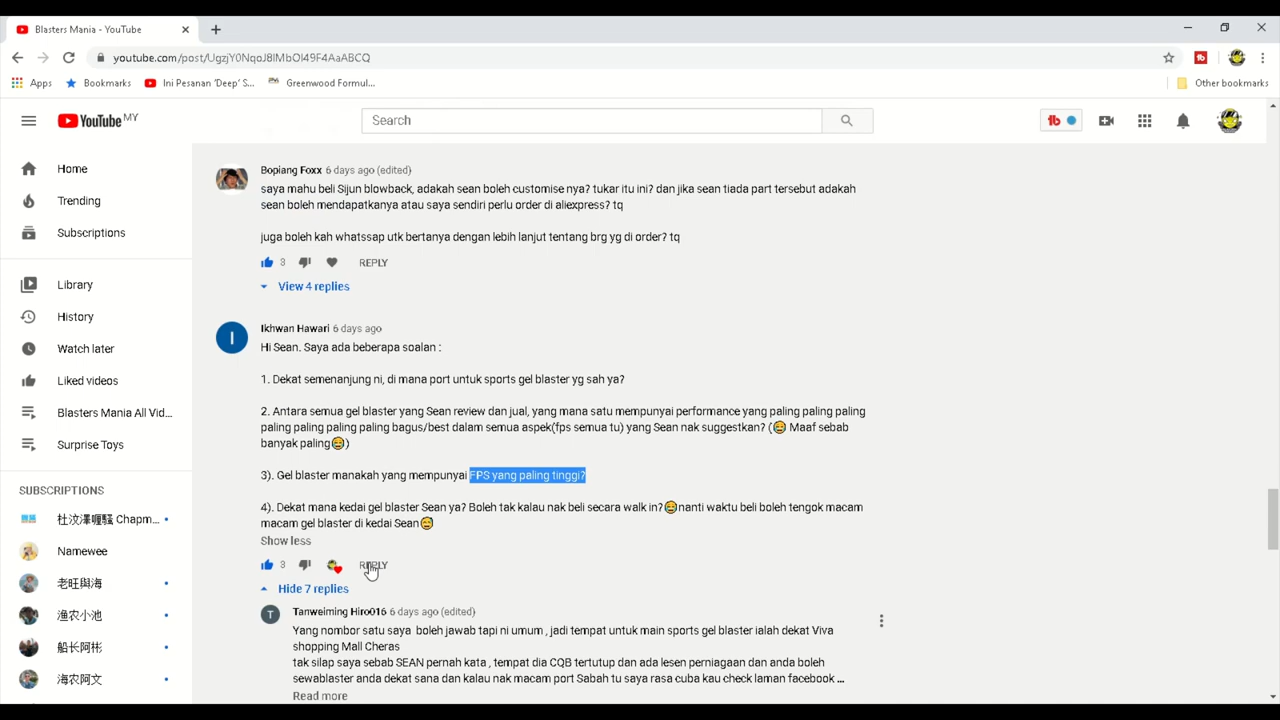 Blasters Mania - YouTube
youtube.com/post/UgzjY0NqoJ8lMbOl49F4AaABCQ
Apps
Bookmarks
Ini Pesanan 'Deep' S...
Greenwood Formul...
Other bookmarks
YouTube MY
Search
Home
Trending
Subscriptions
Library
History
Watch later
Liked videos
Blasters Mania All Vid...
Surprise Toys
SUBSCRIPTIONS
杜汶澤喱騷 Chapm...
Namewee
老旺與海
渔农小池
船长阿彬
海农阿文
Bopiang Foxx 6 days ago (edited)
saya mahu beli Sijun blowback, adakah sean boleh customise nya? tukar itu ini? dan jika sean tiada part tersebut adakah
sean boleh mendapatkanya atau saya sendiri perlu order di aliexpress? tq
juga boleh kah whatssap utk bertanya dengan lebih lanjut tentang brg yg di order? tq
3 REPLY
View 4 replies
I
Ikhwan Hawari 6 days ago
Hi Sean. Saya ada beberapa soalan :
1. Dekat semenanjung ni, di mana port untuk sports gel blaster yg sah ya?
2. Antara semua gel blaster yang Sean review dan jual, yang mana satu mempunyai performance yang paling paling paling
paling paling paling paling bagus/best dalam semua aspek(fps semua tu) yang Sean nak suggestkan? (😅 Maaf sebab
banyak paling😅)
3). Gel blaster manakah yang mempunyai FPS yang paling tinggi?
4). Dekat mana kedai gel blaster Sean ya? Boleh tak kalau nak beli secara walk in?😅nanti waktu beli boleh tengok macam
macam gel blaster di kedai Sean😅
Show less
3 REPLY
Hide 7 replies
T
Tanweiming Hiro016 6 days ago (edited)
Yang nombor satu saya boleh jawab tapi ni umum , jadi tempat untuk main sports gel blaster ialah dekat Viva
shopping Mall Cheras
tak silap saya sebab SEAN pernah kata , tempat dia CQB tertutup dan ada lesen perniagaan dan anda boleh
sewablaster anda dekat sana dan kalau nak macam port Sabah tu saya rasa cuba kau check laman facebook ...
Read more